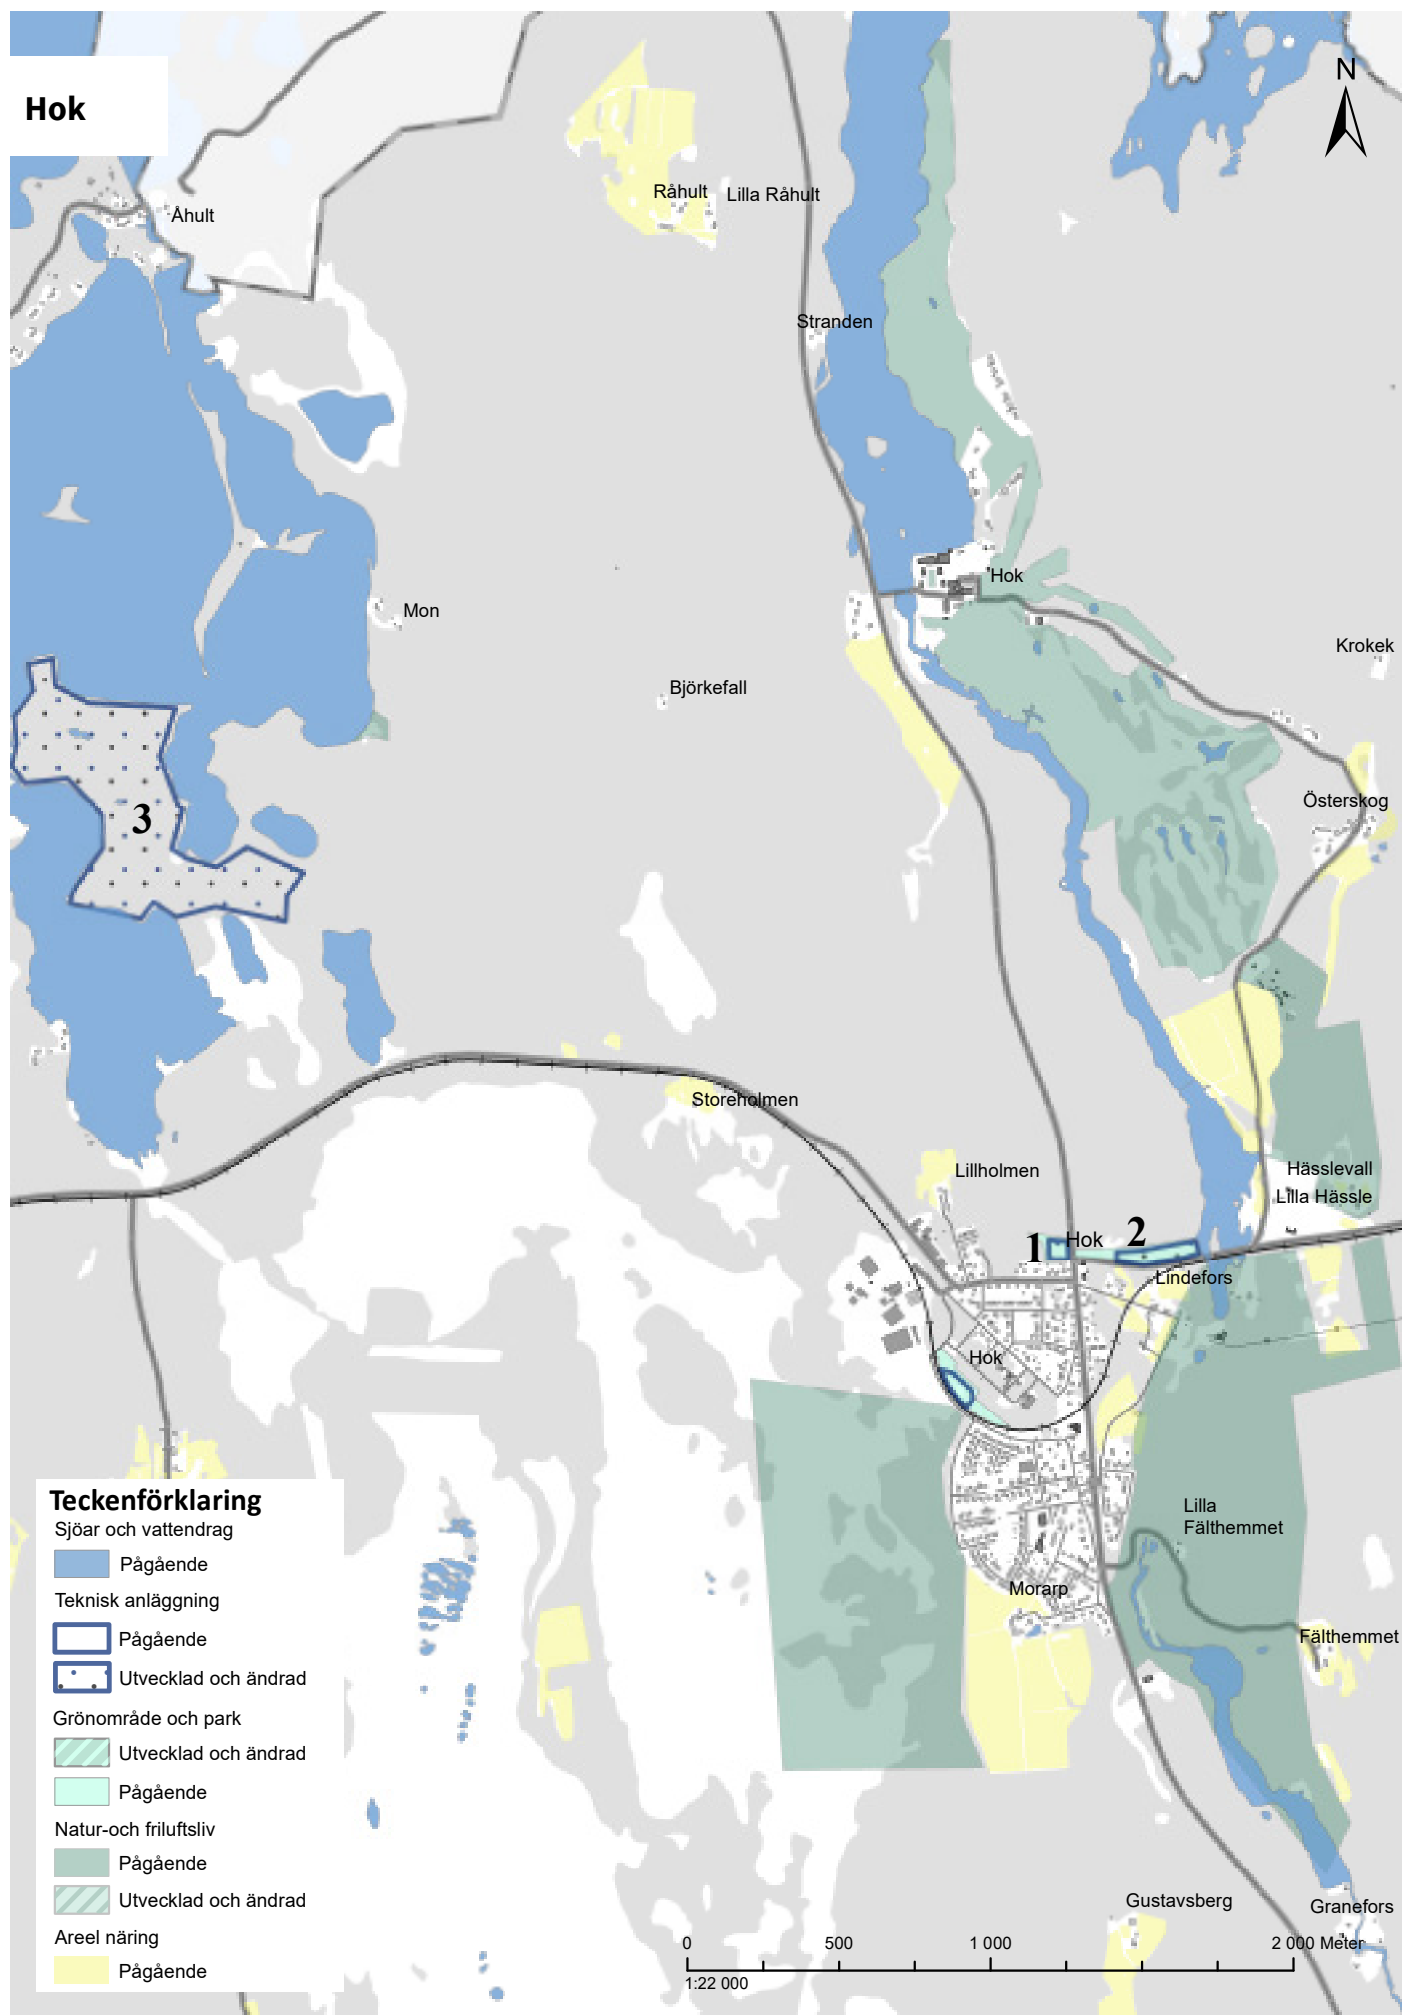 Hok
N
Åhult
Råhult
Lilla Råhult
Stranden
Hok
Mon
Krokek
Björkefall
Österskog
3
Storeholmen
Lillholmen
Hässlevall
Lilla Hässle
1
Hok
2
Lindefors
Hok
Lilla
Fälthemmet
Morarp
Fälthemmet
Gustavsberg
Granefors
Teckenförklaring
Sjöar och vattendrag
Pågående
Teknisk anläggning
Pågående
Utvecklad och ändrad
Grönområde och park
Utvecklad och ändrad
Pågående
Natur-och friluftsliv
Pågående
Utvecklad och ändrad
Areel näring
Pågående
0 500 1 000 2 000 Meter
1:22 000